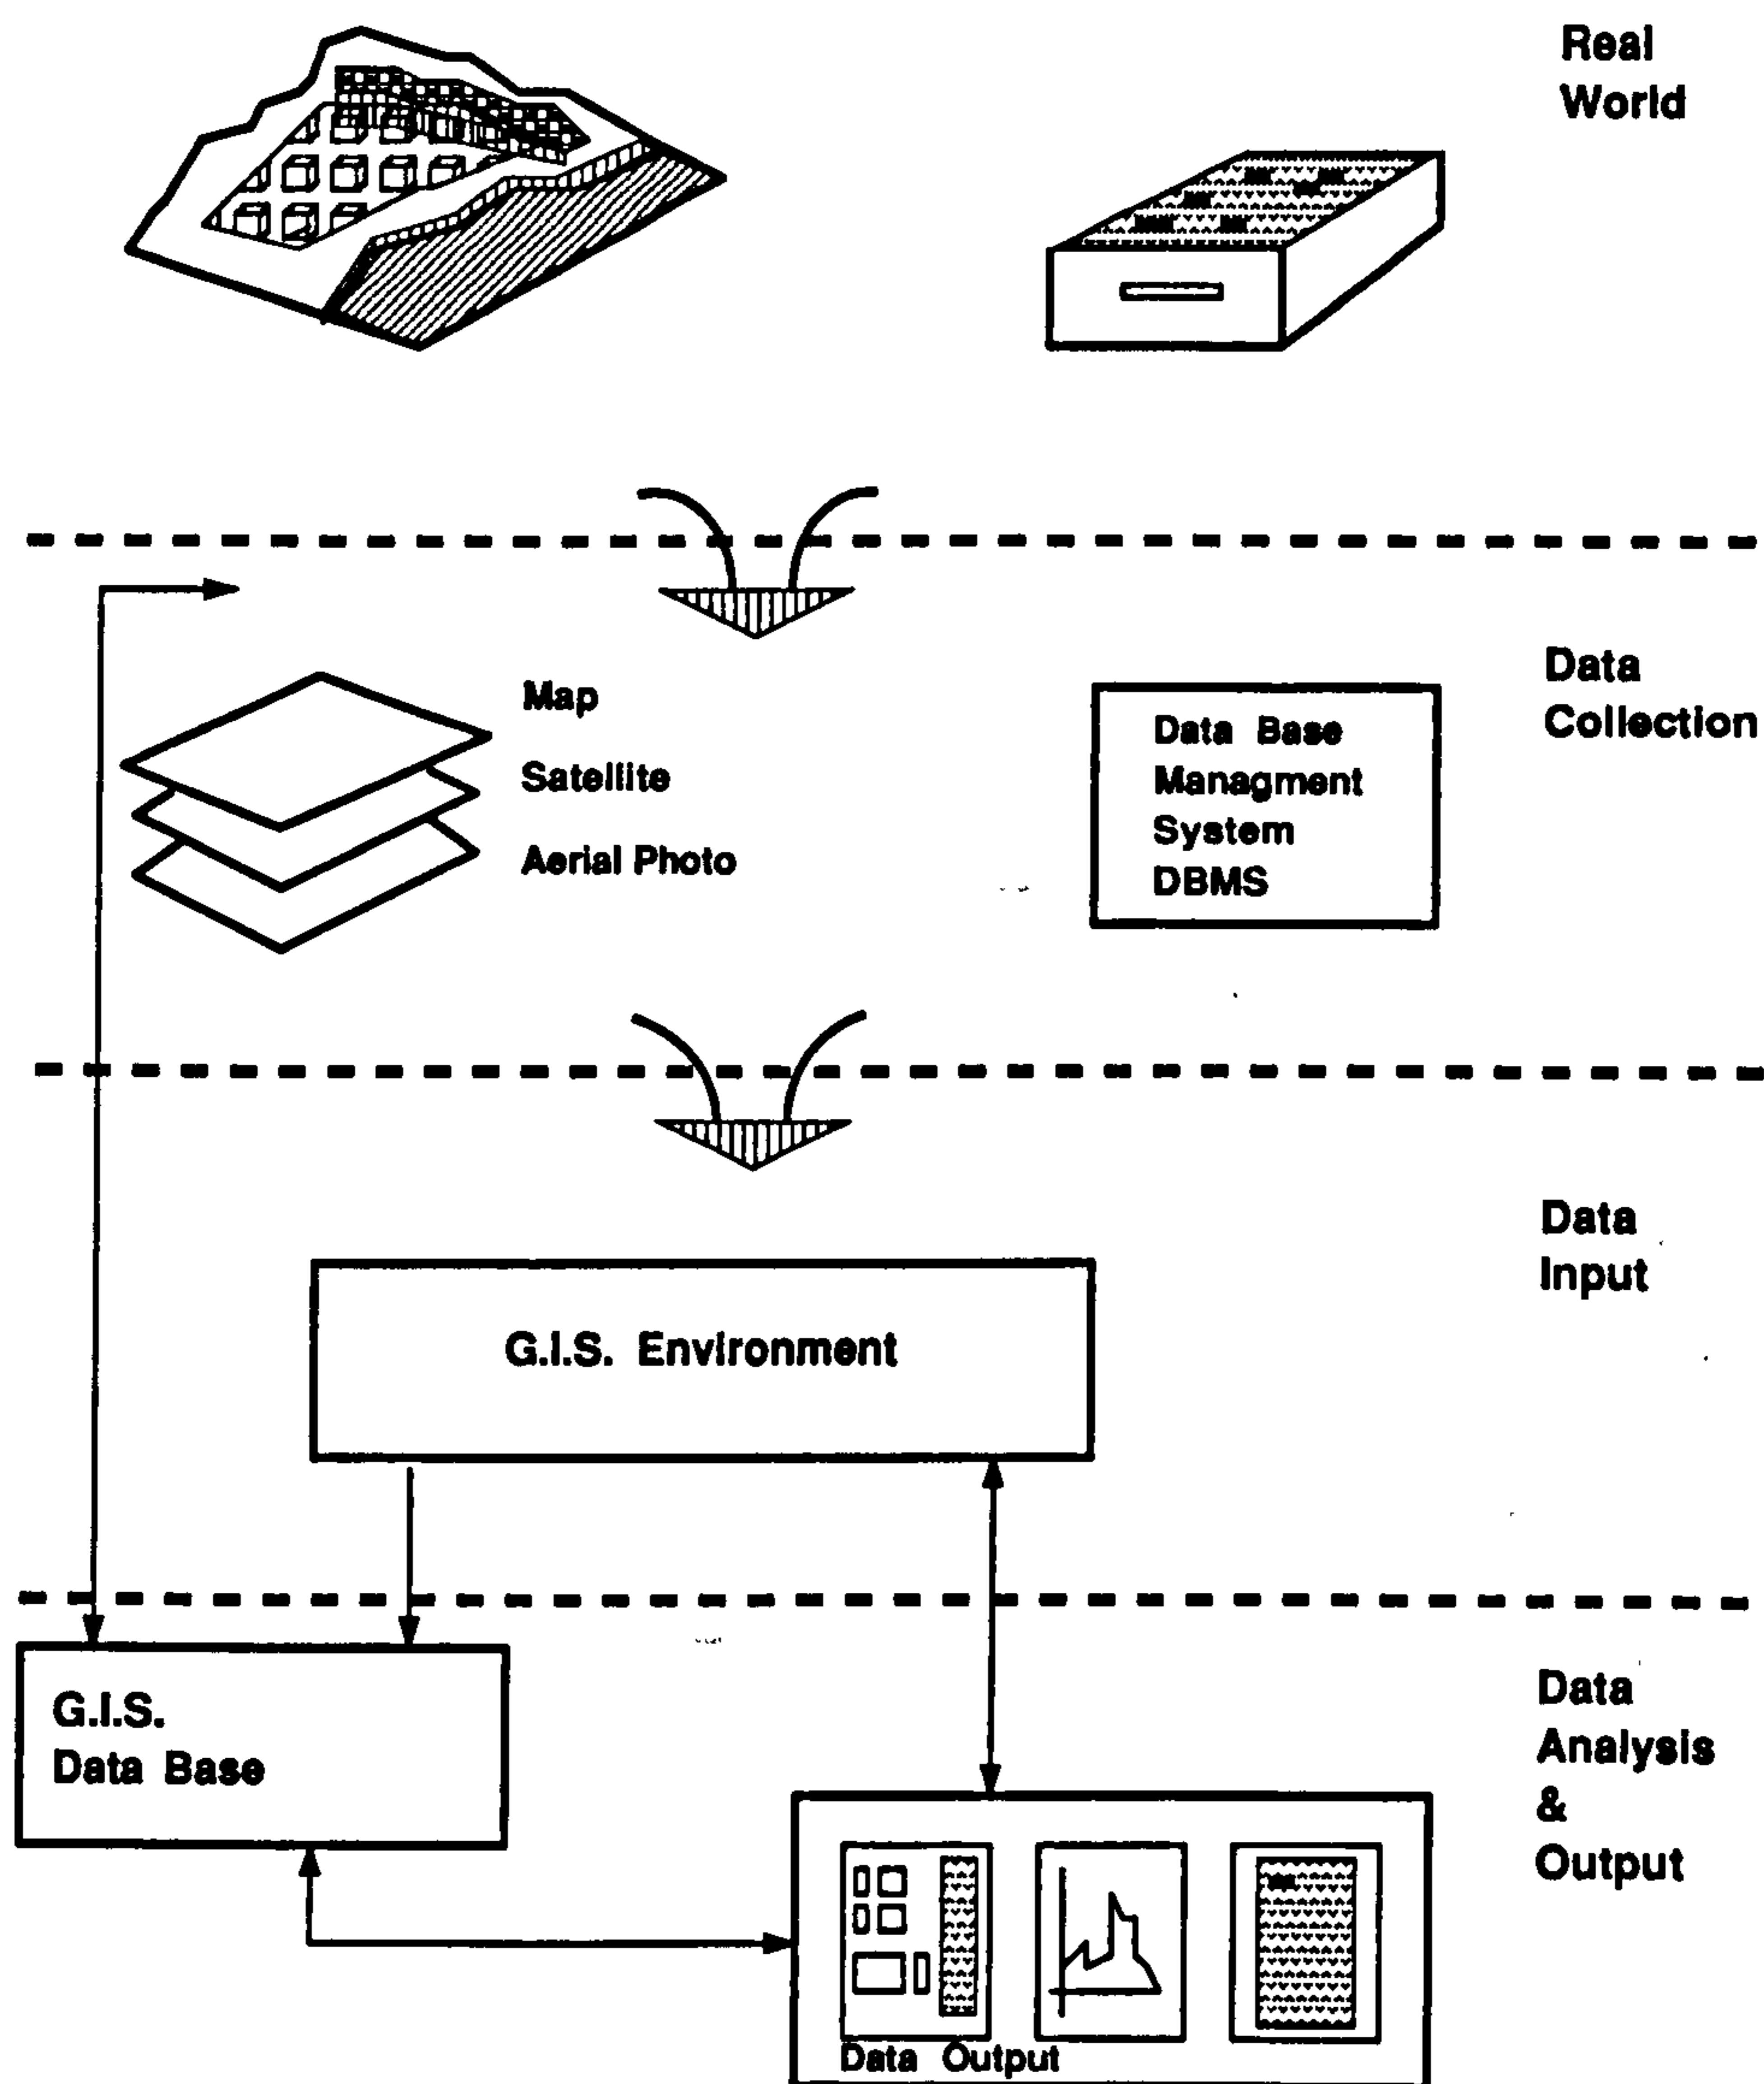 Real
World
Map
Satellite
Aerial Photo
Data Base
Managment
System
DBMS
Data
Collection
G.I.S. Environment
Data
Input
G.I.S.
Data Base
Data Output
Data
Analysis
&
Output